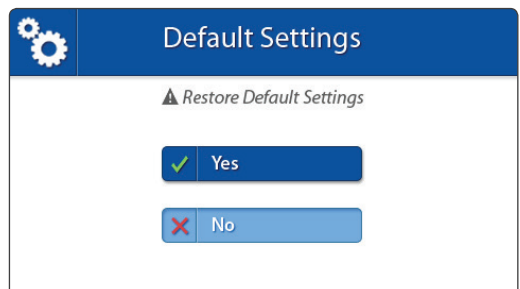 Default Settings
Restore Default Settings
Yes
No